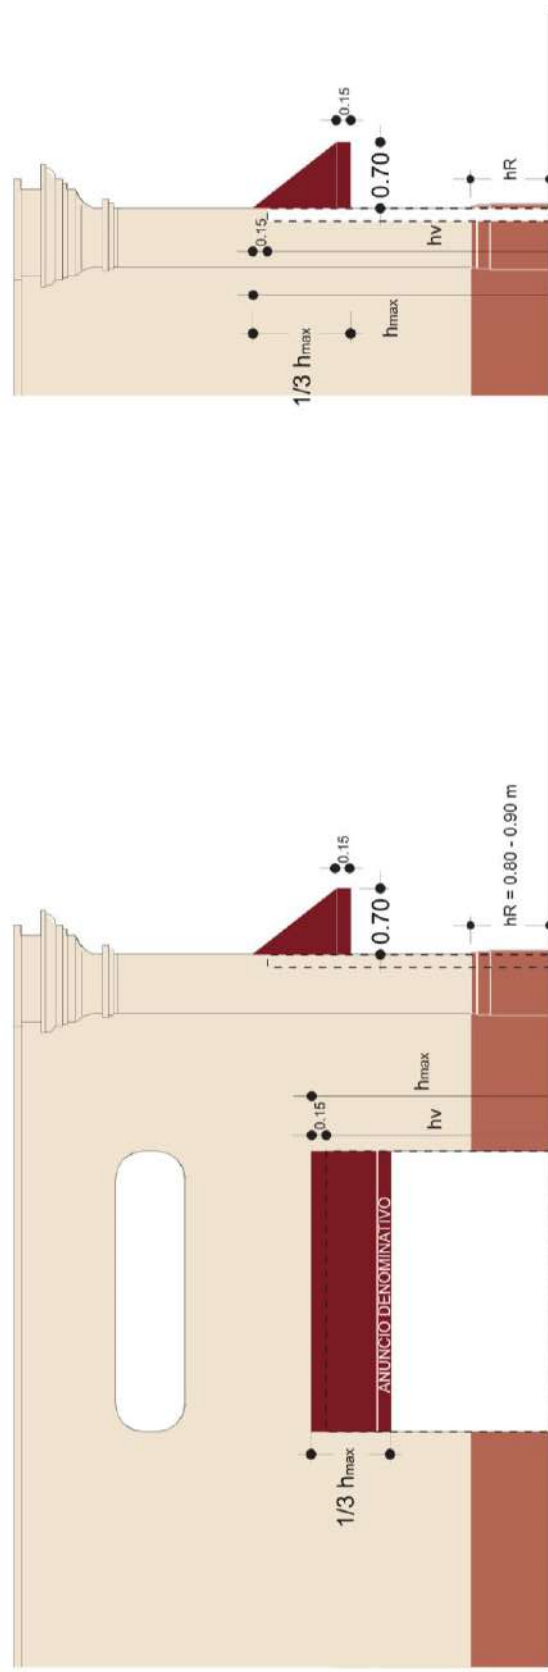 1/3 hmax
ANUNCIO DENOMINATIVO
0.15
hv
hmax
0.70
0.15
hR = 0.80 - 0.90 m
1/3 hmax
hmax
0.15
hv
0.70
0.15
hR